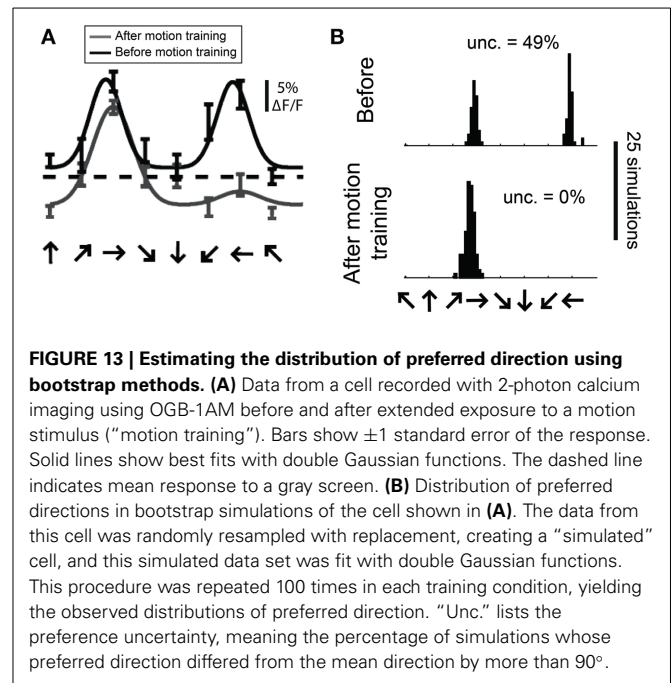 A
After motion training
Before motion training
5%
ΔF/F
B
unc. = 49%
Before
unc. = 0%
After motion
training
25 simulations
FIGURE 13 | Estimating the distribution of preferred direction using
bootstrap methods. (A) Data from a cell recorded with 2-photon calcium
imaging using OGB-1AM before and after extended exposure to a motion
stimulus (“motion training”). Bars show ±1 standard error of the response.
Solid lines show best fits with double Gaussian functions. The dashed line
indicates mean response to a gray screen. (B) Distribution of preferred
directions in bootstrap simulations of the cell shown in (A). The data from
this cell was randomly resampled with replacement, creating a “simulated”
cell, and this simulated data set was fit with double Gaussian functions.
This procedure was repeated 100 times in each training condition, yielding
the observed distributions of preferred direction. “Unc.” lists the
preference uncertainty, meaning the percentage of simulations whose
preferred direction differed from the mean direction by more than 90°.